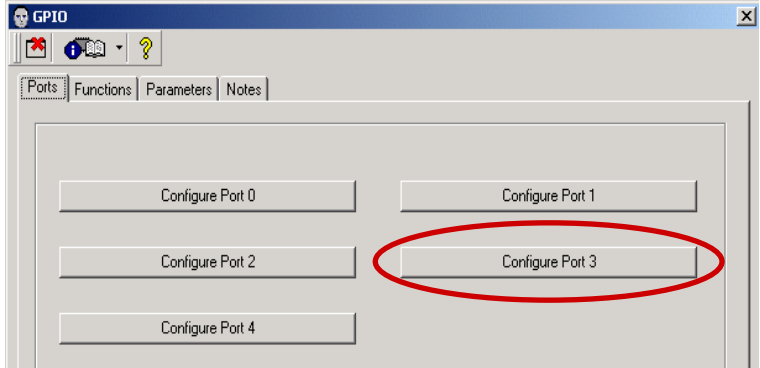 GPIO
Ports Functions Parameters Notes
Configure Port 0 Configure Port 1
Configure Port 2 Configure Port 3
Configure Port 4